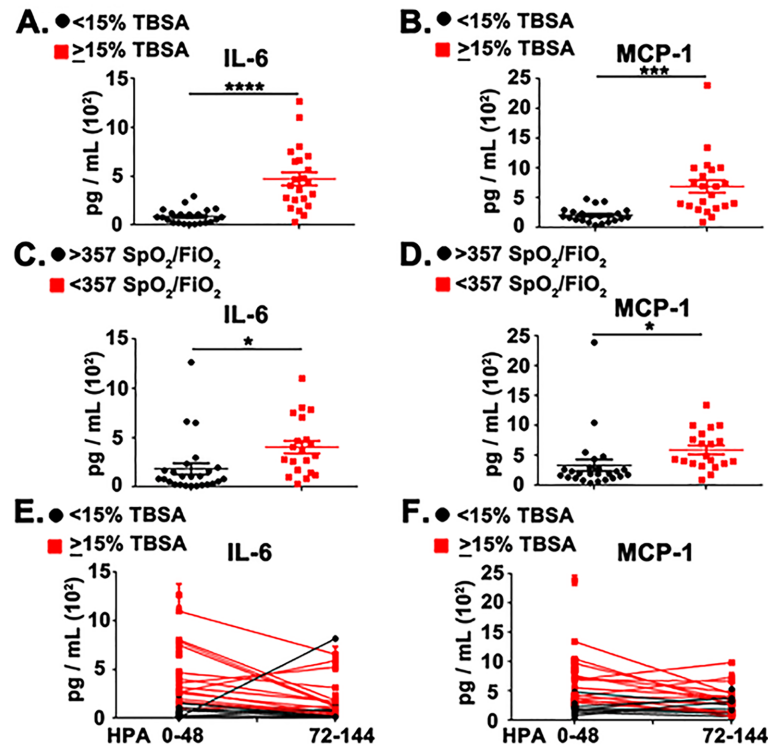 A. <15% TBSA
≥15% TBSA
IL-6
****
15
10
5
0
pg / mL (10²)
B. <15% TBSA
≥15% TBSA
MCP-1
***
25
20
15
10
5
0
pg / mL (10²)
C. >357 SpO₂/FiO₂
<357 SpO₂/FiO₂
IL-6
*
15
10
5
0
pg / mL (10²)
D. >357 SpO₂/FiO₂
<357 SpO₂/FiO₂
MCP-1
*
25
20
15
10
5
0
pg / mL (10²)
E. <15% TBSA
≥15% TBSA
IL-6
15
10
5
0
pg / mL (10²)
HPA 0-48 72-144
F. <15% TBSA
≥15% TBSA
MCP-1
25
20
15
10
5
0
pg / mL (10²)
HPA 0-48 72-144